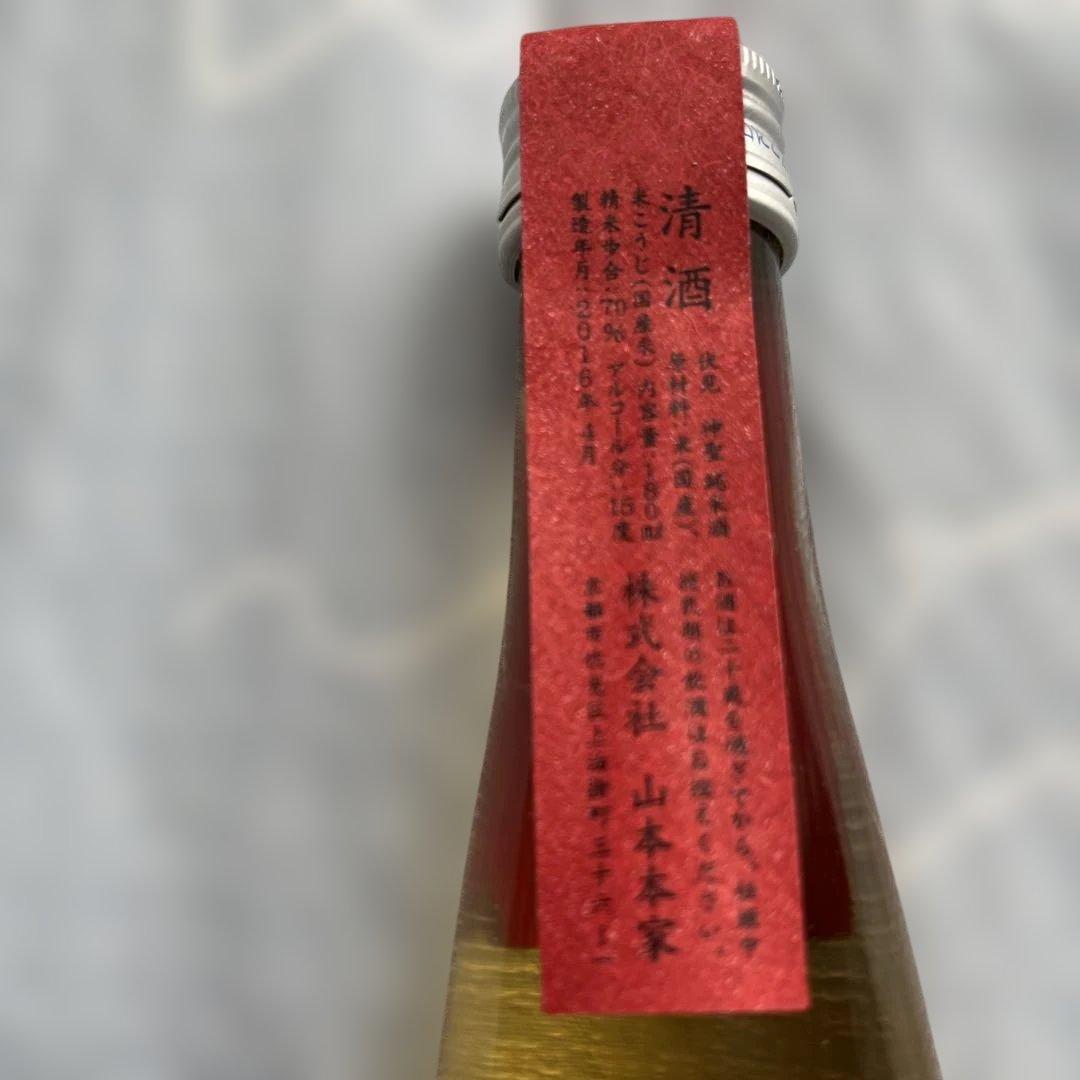 清酒
伏見 神聖 純米酒
原材料:米(国産)、
米こうじ(国産米) 内容量:180㎖
精米歩合:70% アルコール分:15度
製造年月:2016年 4月
お酒は二十歳を過ぎてから。妊娠中
授乳期の飲酒はお控えください。
株式会社 山本本家
京都市伏見区上油掛町三十六ー一